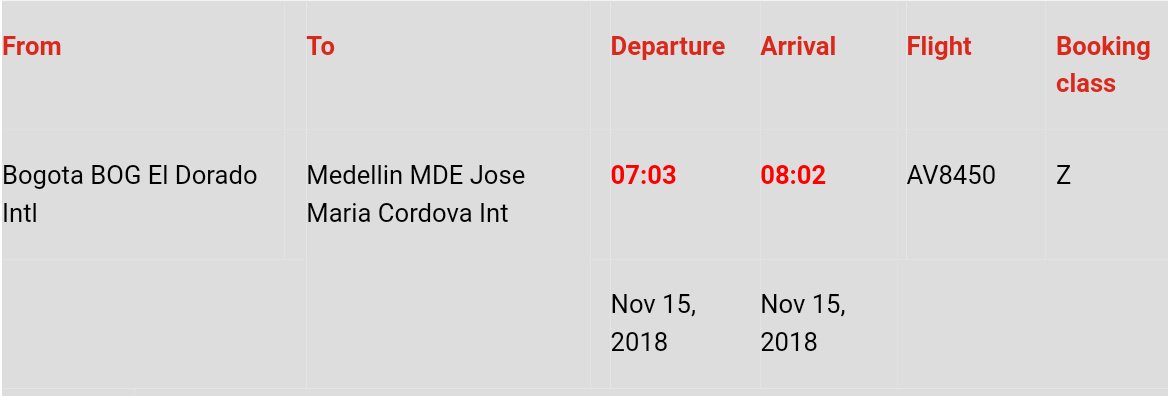 From To Departure Arrival Flight Booking
class
Bogota BOG El Dorado Medellin MDE Jose 07:03 08:02 AV8450 Z
Intl Maria Cordova Int
Nov 15, Nov 15,
2018 2018